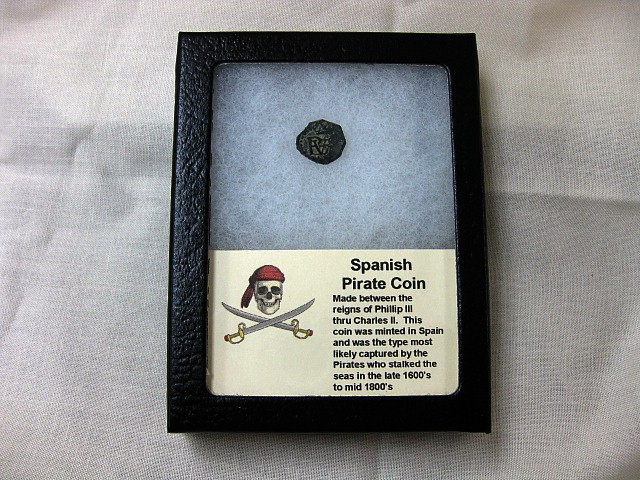 Spanish
Pirate Coin
Made between the
reigns of Phillip III
thru Charles II.  This
coin was minted in Spain
and was the type most
likely captured by the
Pirates who stalked the
seas in the late 1600's
to mid 1800's